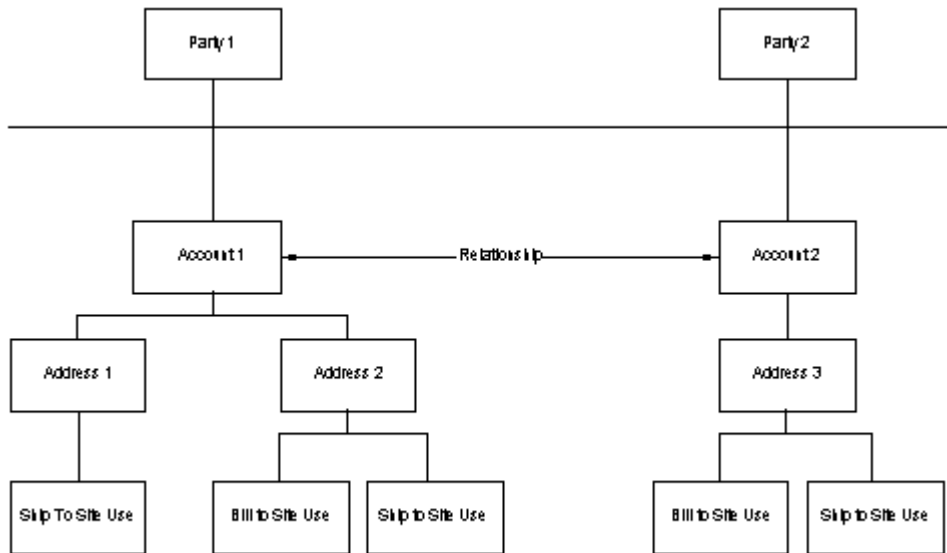 Party 1
Party 2
Account 1
Relationship
Account 2
Address 1
Address 2
Address 3
Ship To Site Use
Bill to Site Use
Ship to Site Use
Bill to Site Use
Ship to Site Use